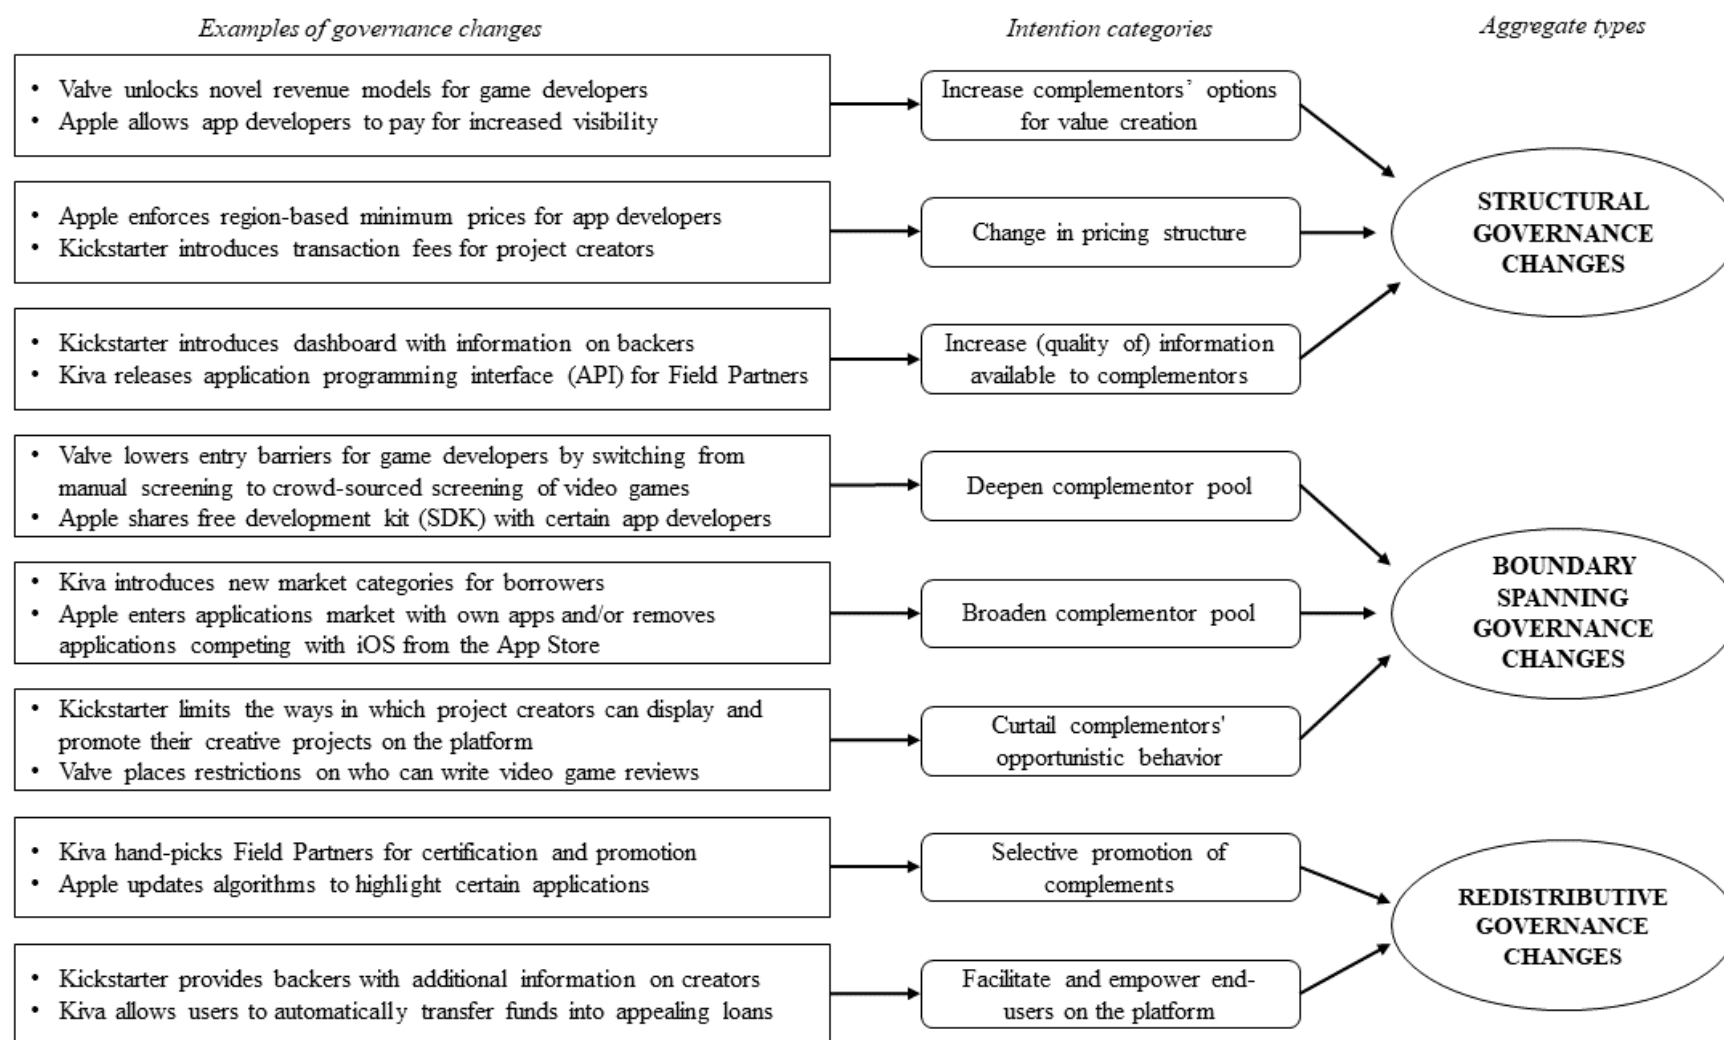 Examples of governance changes
Intention categories
Aggregate types
• Valve unlocks novel revenue models for game developers
• Apple allows app developers to pay for increased visibility
Increase complementors’ options
for value creation
• Apple enforces region-based minimum prices for app developers
• Kickstarter introduces transaction fees for project creators
Change in pricing structure
• Kickstarter introduces dashboard with information on backers
• Kiva releases application programming interface (API) for Field Partners
Increase (quality of) information
available to complementors
STRUCTURAL
GOVERNANCE
CHANGES
• Valve lowers entry barriers for game developers by switching from
manual screening to crowd-sourced screening of video games
• Apple shares free development kit (SDK) with certain app developers
Deepen complementor pool
• Kiva introduces new market categories for borrowers
• Apple enters applications market with own apps and/or removes
applications competing with iOS from the App Store
Broaden complementor pool
• Kickstarter limits the ways in which project creators can display and
promote their creative projects on the platform
• Valve places restrictions on who can write video game reviews
Curtail complementors'
opportunistic behavior
BOUNDARY
SPANNING
GOVERNANCE
CHANGES
• Kiva hand-picks Field Partners for certification and promotion
• Apple updates algorithms to highlight certain applications
Selective promotion of
complements
• Kickstarter provides backers with additional information on creators
• Kiva allows users to automatically transfer funds into appealing loans
Facilitate and empower end-
users on the platform
REDISTRIBUTIVE
GOVERNANCE
CHANGES